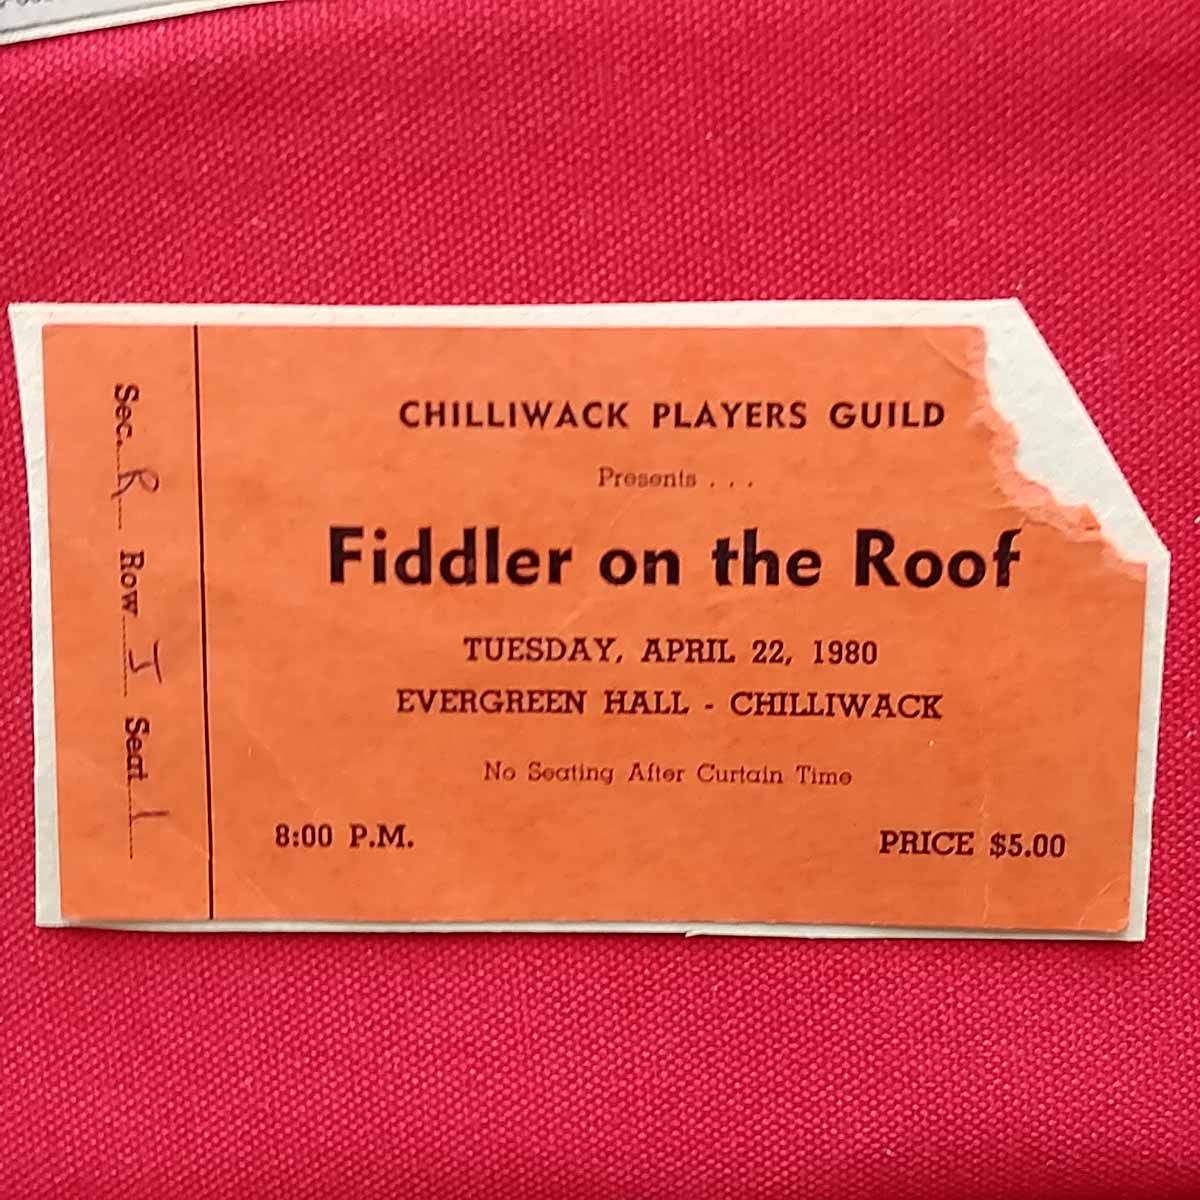 Sec. R Row I Seat 1
CHILLIWACK PLAYERS GUILD
Presents . . .
Fiddler on the Roof
TUESDAY, APRIL 22, 1980
EVERGREEN HALL - CHILLIWACK
No Seating After Curtain Time
8:00 P.M. PRICE $5.00